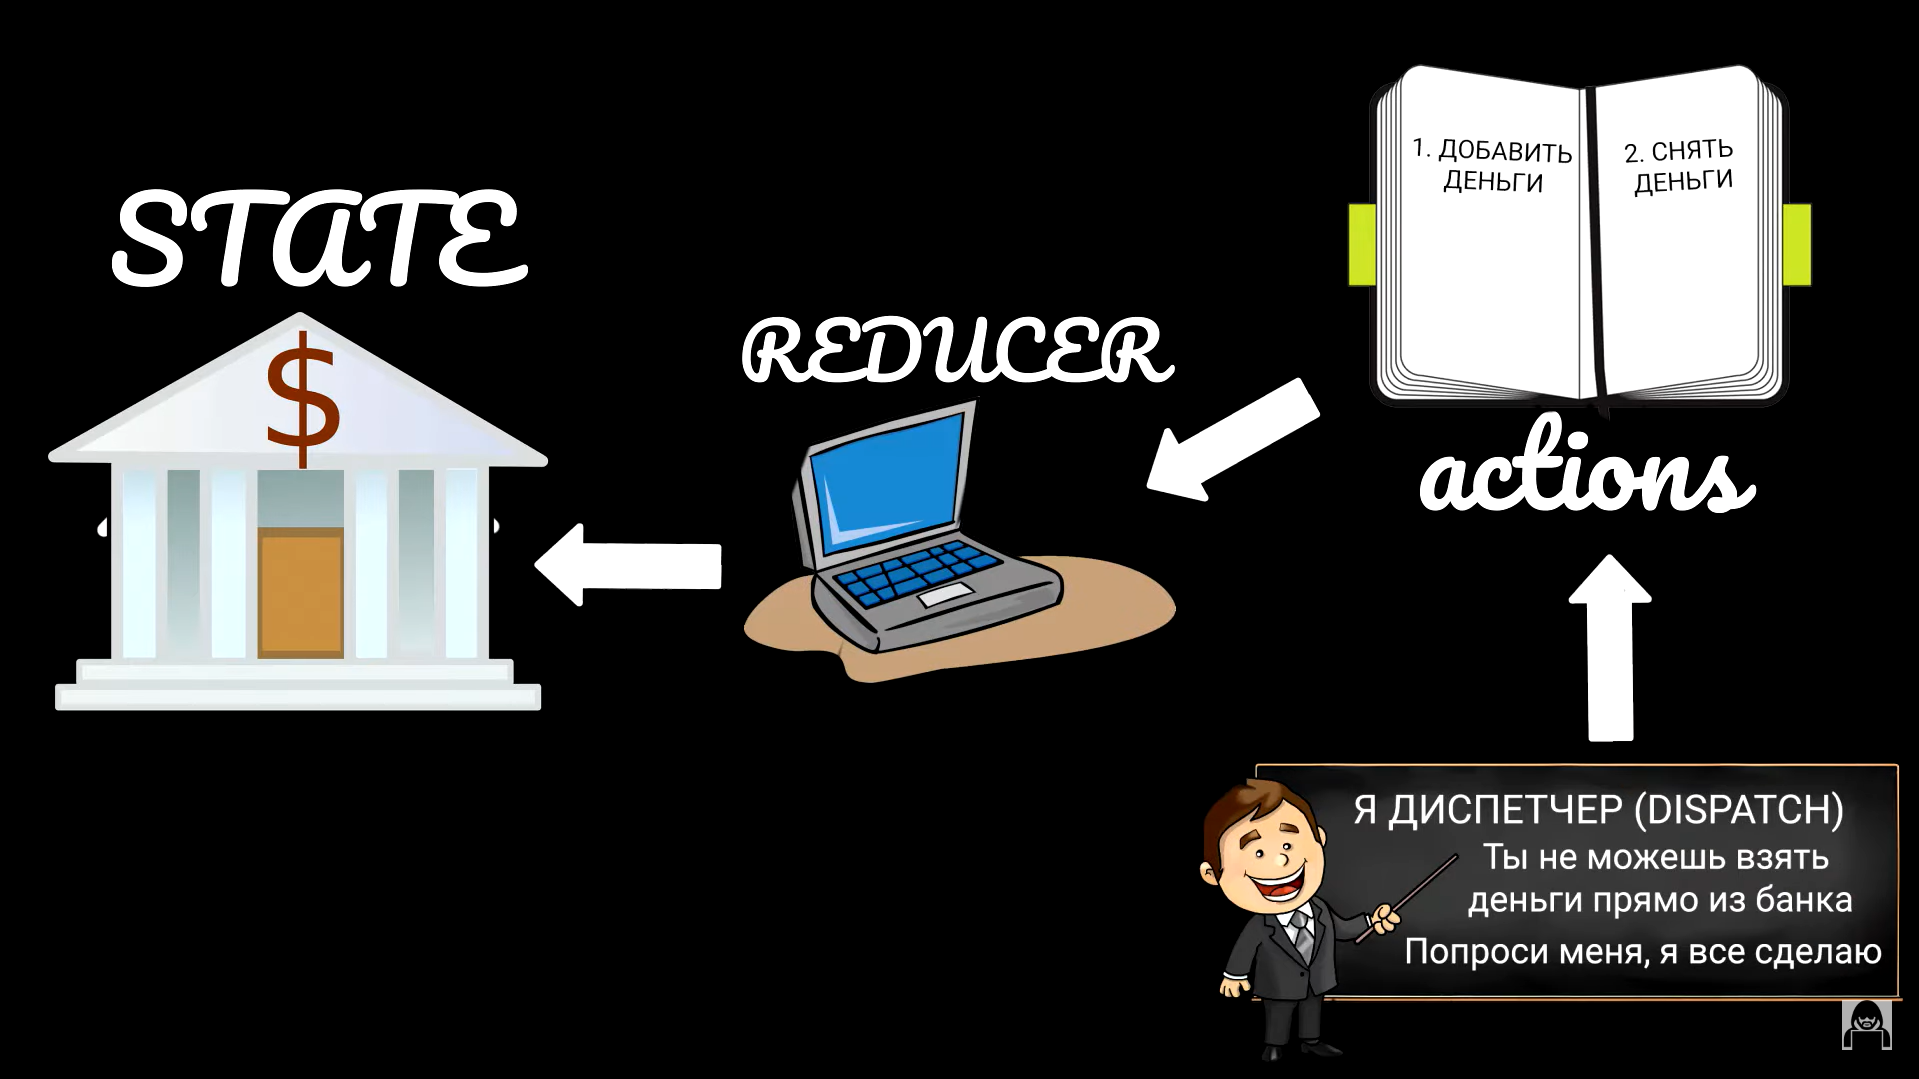 STATE
$
REDUCER
1. ДОБАВИТЬ
ДЕНЬГИ
2. СНЯТЬ
ДЕНЬГИ
actions
Я ДИСПЕТЧЕР (DISPATCH)
Ты не можешь взять
деньги прямо из банка
Попроси меня, я все сделаю